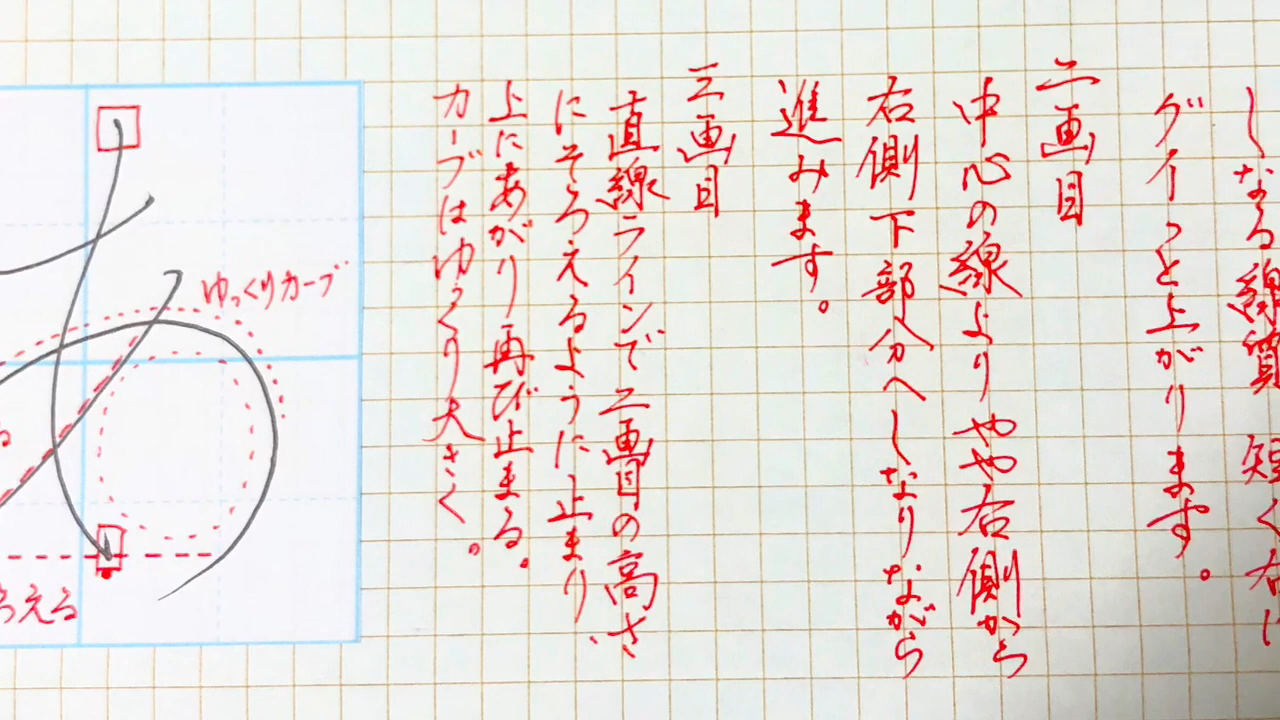 しなる線質 短く右に
グイっと上がります。
二画目
中心の線よりやや右側から
右側下部分へしなりながら
進みます。
三画目
直線ラインで二画目の高さ
にそろえるように止まり、
上にあがり再び止まる。
カーブはゆっくり大きく。
ゆっくりカーブ
あ
る
ろえる